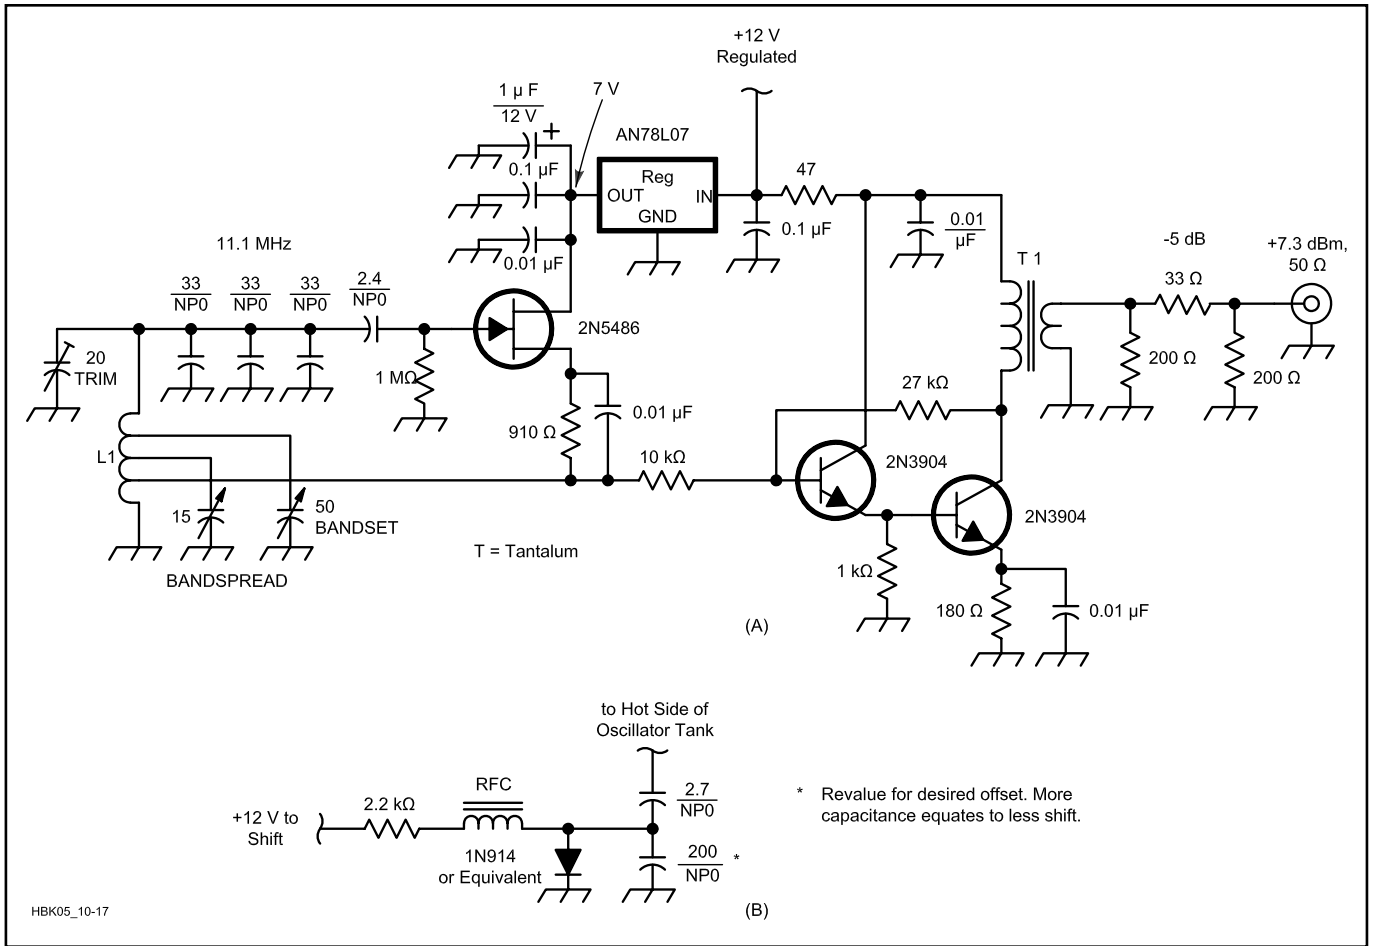 +12 V
Regulated
1 µ F
12 V
+
7 V
AN78L07
0.1 µF
Reg
OUT
IN
GND
47
0.1 µF
0.01
µF
0.01 µF
T 1
-5 dB
+7.3 dBm,
50 Ω
33 Ω
200 Ω
200 Ω
11.1 MHz
33
NP0
33
NP0
33
NP0
2.4
NP0
2N5486
20
TRIM
1 MΩ
27 kΩ
0.01 µF
910 Ω
L1
10 kΩ
2N3904
2N3904
15
50
BANDSET
T = Tantalum
BANDSPREAD
1 kΩ
180 Ω
0.01 µF
(A)
to Hot Side of
Oscillator Tank
RFC
2.7
NP0
* Revalue for desired offset. More
capacitance equates to less shift.
+12 V to
Shift
2.2 kΩ
1N914
or Equivalent
200 *
NP0
HBK05_10-17
(B)